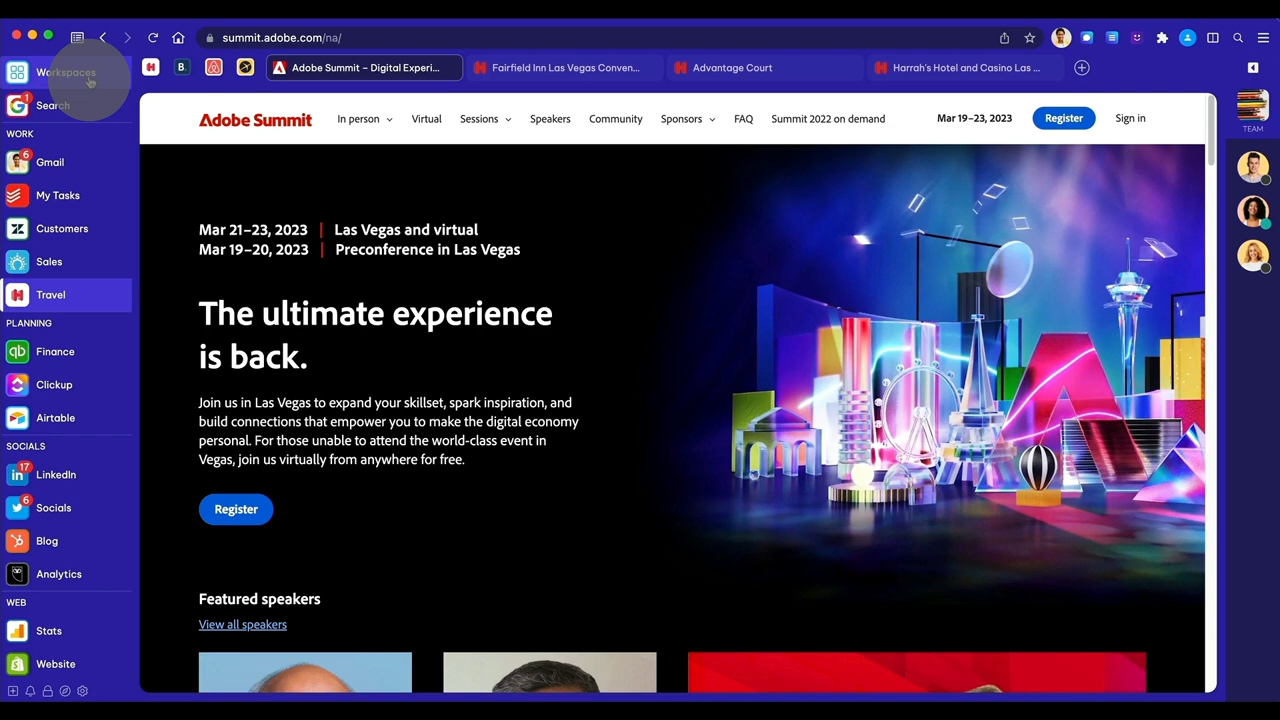 summit.adobe.com/na/
B.
Adobe Summit – Digital Experi...
Fairfield Inn Las Vegas Conven...
Advantage Court
Harrah's Hotel and Casino Las ...
Workspaces
1
Search
WORK
6
Gmail
My Tasks
Customers
Sales
Travel
PLANNING
qb
Finance
Clickup
Airtable
SOCIALS
17
in
LinkedIn
6
Socials
Blog
Analytics
WEB
Stats
Website
Adobe Summit
In person
Virtual
Sessions
Speakers
Community
Sponsors
FAQ
Summit 2022 on demand
Mar 19–23, 2023
Register
Sign in
Mar 21–23, 2023 | Las Vegas and virtual
Mar 19–20, 2023 | Preconference in Las Vegas
The ultimate experience
is back.
Join us in Las Vegas to expand your skillset, spark inspiration, and
build connections that empower you to make the digital economy
personal. For those unable to attend the world-class event in
Vegas, join us virtually from anywhere for free.
Register
Featured speakers
View all speakers
TEAM